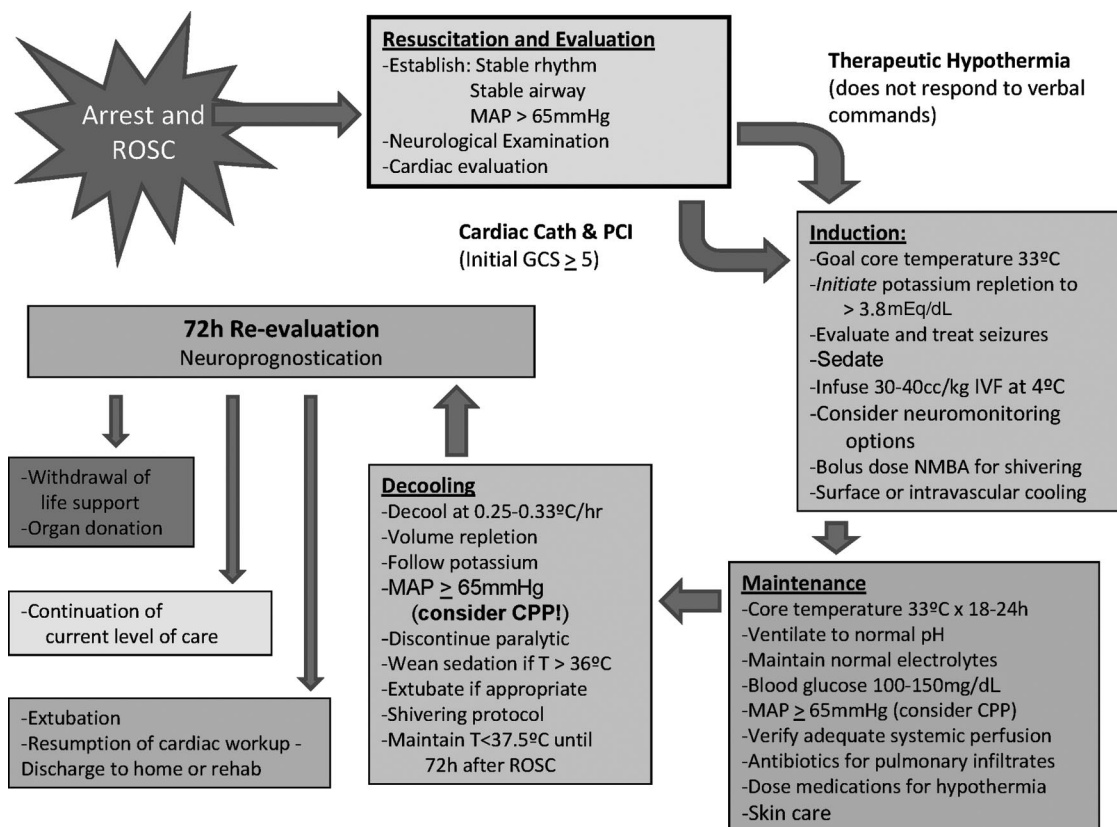 Arrest and
ROSC
Resuscitation and Evaluation
-Establish: Stable rhythm
Stable airway
MAP > 65mmHg
-Neurological Examination
-Cardiac evaluation
Therapeutic Hypothermia
(does not respond to verbal
commands)
Cardiac Cath & PCI
(Initial GCS ≥ 5)
Induction:
-Goal core temperature 33ºC
-Initiate potassium repletion to
> 3.8mEq/dL
-Evaluate and treat seizures
-Sedate
-Infuse 30-40cc/kg IVF at 4ºC
-Consider neuromonitoring
options
-Bolus dose NMBA for shivering
-Surface or intravascular cooling
Maintenance
-Core temperature 33ºC x 18-24h
-Ventilate to normal pH
-Maintain normal electrolytes
-Blood glucose 100-150mg/dL
-MAP ≥ 65mmHg (consider CPP)
-Verify adequate systemic perfusion
-Antibiotics for pulmonary infiltrates
-Dose medications for hypothermia
-Skin care
Decooling
-Decool at 0.25-0.33ºC/hr
-Volume repletion
-Follow potassium
-MAP ≥ 65mmHg
(consider CPP!)
-Discontinue paralytic
-Wean sedation if T > 36ºC
-Extubate if appropriate
-Shivering protocol
-Maintain T<37.5ºC until
72h after ROSC
72h Re-evaluation
Neuroprognostication
-Withdrawal of
life support
-Organ donation
-Continuation of
current level of care
-Extubation
-Resumption of cardiac workup -
Discharge to home or rehab